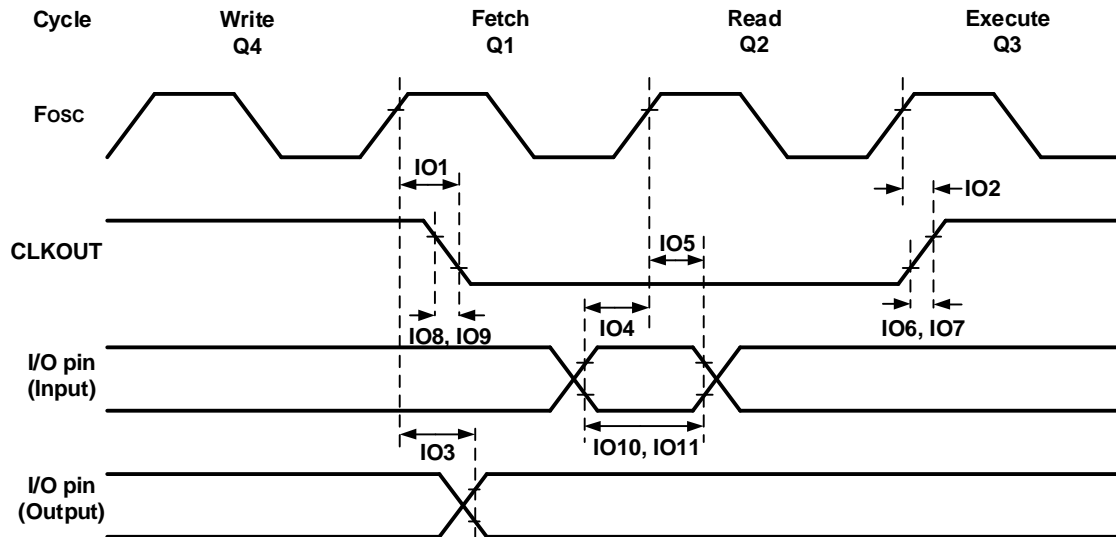 Cycle
Write
Q4
Fetch
Q1
Read
Q2
Execute
Q3
Fosc
IO1
IO2
CLKOUT
IO5
IO4
IO8, IO9
IO6, IO7
I/O pin
(Input)
IO10, IO11
IO3
I/O pin
(Output)